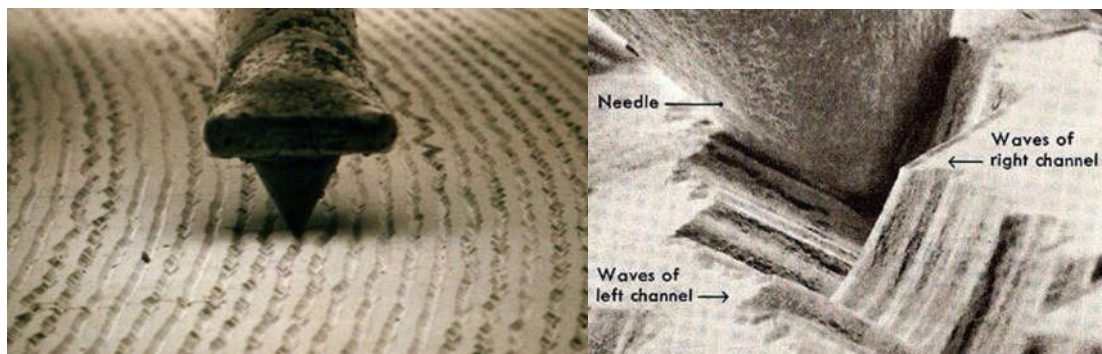 Needle
Waves of
right channel
Waves of
left channel